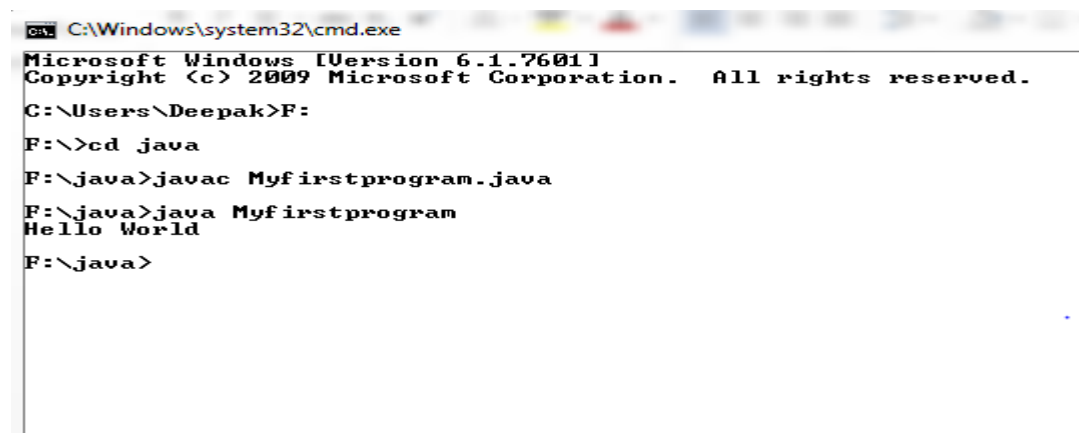 C:\Windows\system32\cmd.exe
Microsoft Windows [Version 6.1.7601]
Copyright (c) 2009 Microsoft Corporation.  All rights reserved.
C:\Users\Deepak>F:
F:\>cd java
F:\java>javac Myfirstprogram.java
F:\java>java Myfirstprogram
Hello World
F:\java>